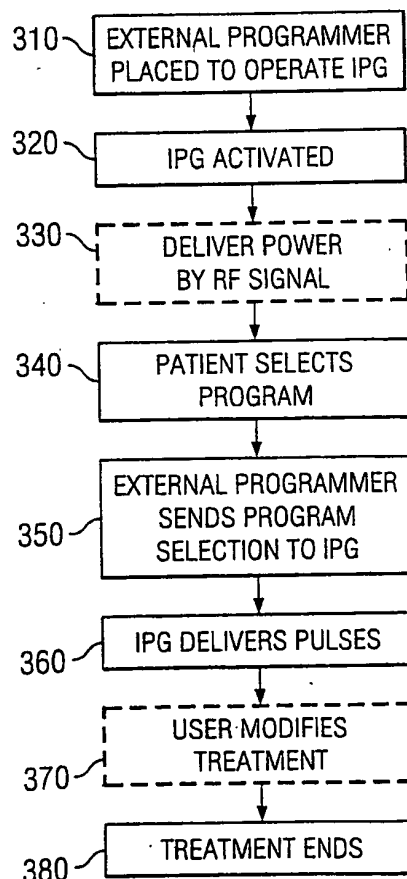 310
EXTERNAL PROGRAMMER
PLACED TO OPERATE IPG
320
IPG ACTIVATED
330
DELIVER POWER
BY RF SIGNAL
340
PATIENT SELECTS
PROGRAM
350
EXTERNAL PROGRAMMER
SENDS PROGRAM
SELECTION TO IPG
360
IPG DELIVERS PULSES
370
USER MODIFIES
TREATMENT
380
TREATMENT ENDS